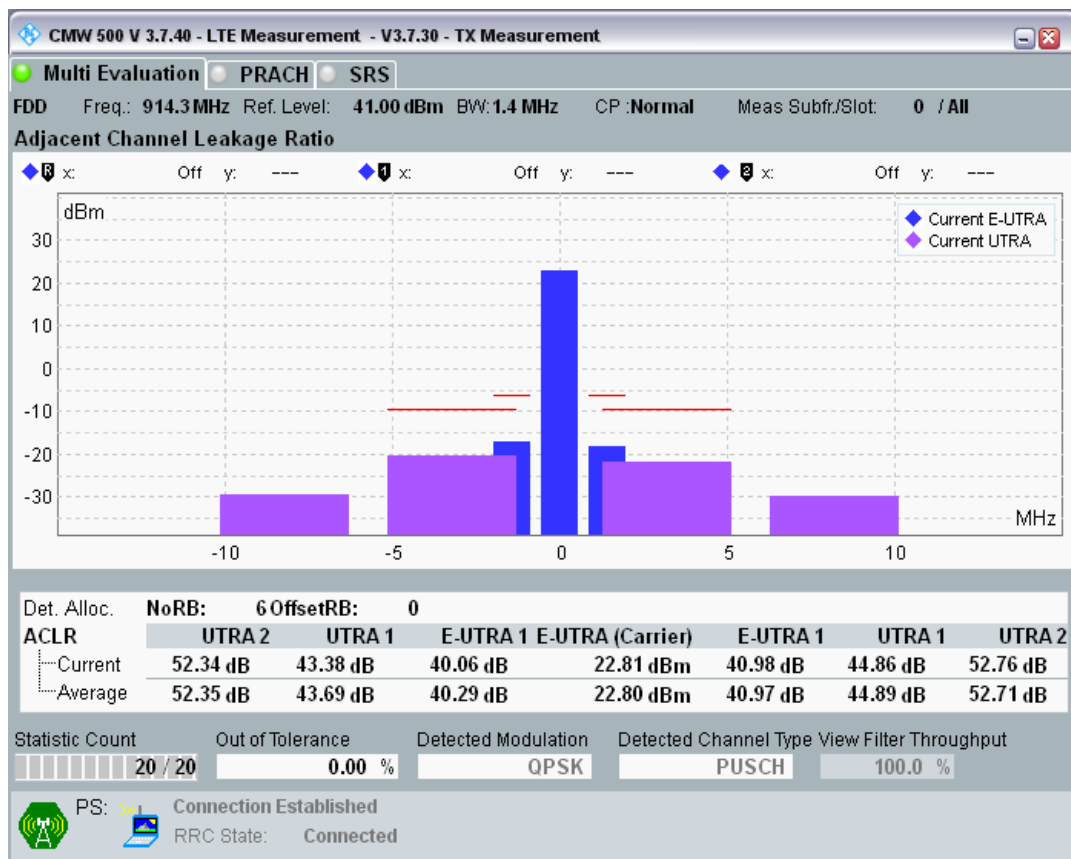 CMW 500 V 3.7.40 - LTE Measurement - V3.7.30 - TX Measurement
Multi Evaluation PRACH SRS
FDD Freq.: 914.3 MHz Ref. Level: 41.00 dBm BW: 1.4 MHz CP :Normal Meas Subfr./Slot: 0 / All
Adjacent Channel Leakage Ratio
R x: Off y: --- 1 x: Off y: --- 2 x: Off y: ---
dBm
Current E-UTRA
Current UTRA
30
20
10
0
-10
-20
-30
MHz
-10 -5 0 5 10
Det. Alloc. NoRB: 6 OffsetRB: 0
ACLR UTRA 2 UTRA 1 E-UTRA 1 E-UTRA (Carrier) E-UTRA 1 UTRA 1 UTRA 2
Current 52.34 dB 43.38 dB 40.06 dB 22.81 dBm 40.98 dB 44.86 dB 52.76 dB
Average 52.35 dB 43.69 dB 40.29 dB 22.80 dBm 40.97 dB 44.89 dB 52.71 dB
Statistic Count Out of Tolerance Detected Modulation Detected Channel Type View Filter Throughput
20 / 20 0.00 % QPSK PUSCH 100.0 %
PS: Connection Established
RRC State: Connected